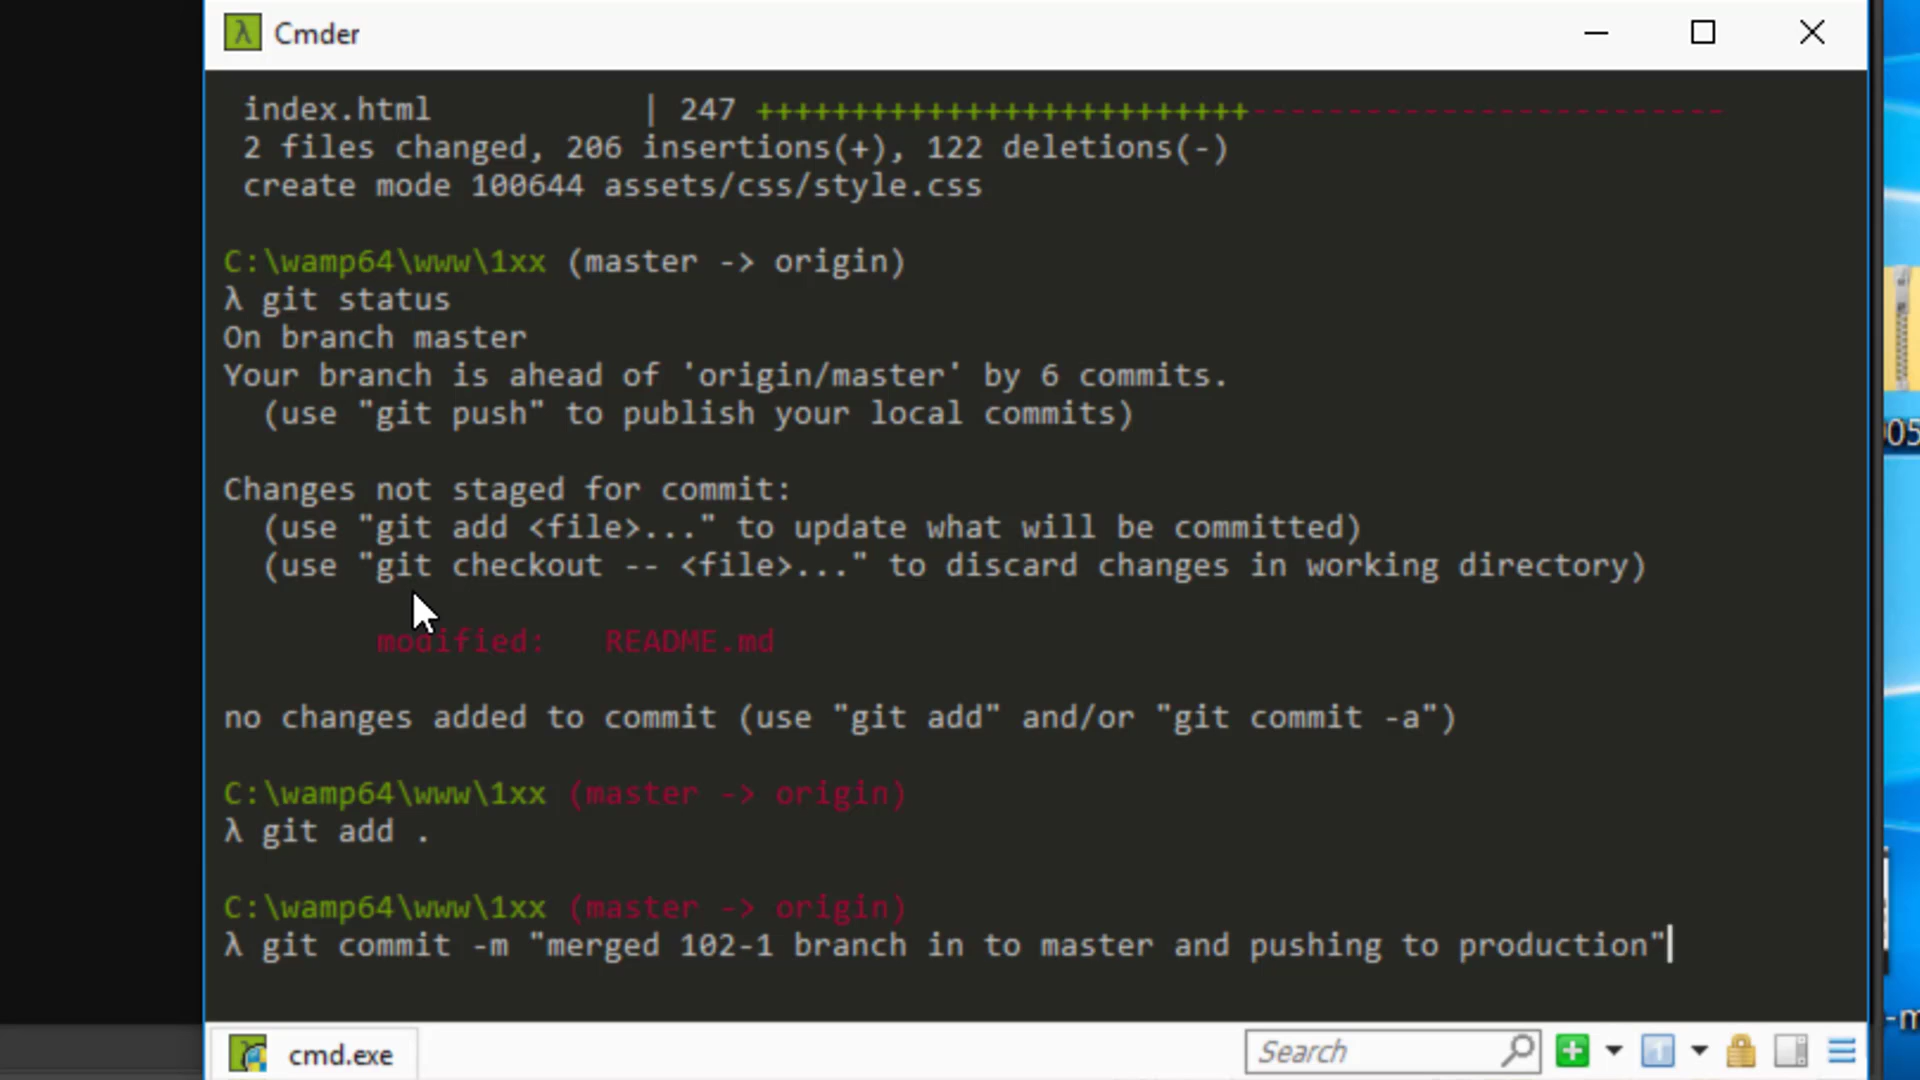 λ Cmder
index.html | 247 ++++++++++++++++++++++++++-------------------------
2 files changed, 206 insertions(+), 122 deletions(-)
create mode 100644 assets/css/style.css
C:\wamp64\www\1xx (master -> origin)
λ git status
On branch master
Your branch is ahead of 'origin/master' by 6 commits.
(use "git push" to publish your local commits)
Changes not staged for commit:
(use "git add <file>..." to update what will be committed)
(use "git checkout -- <file>..." to discard changes in working directory)
modified: README.md
no changes added to commit (use "git add" and/or "git commit -a")
C:\wamp64\www\1xx (master -> origin)
λ git add .
C:\wamp64\www\1xx (master -> origin)
λ git commit -m "merged 102-1 branch in to master and pushing to production"
cmd.exe
Search
1